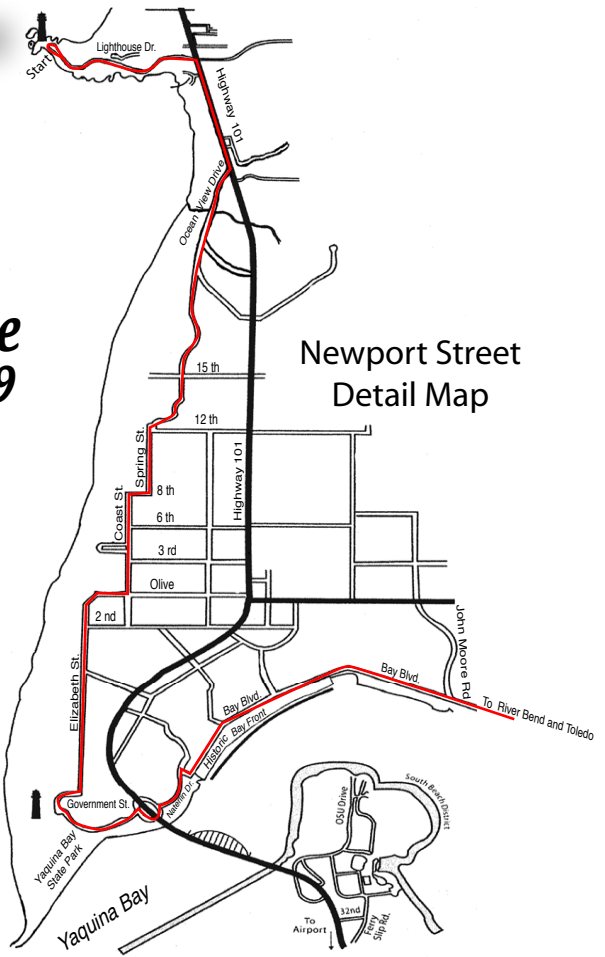 Lighthouse Dr.
Start
Highway 101
Ocean View Drive
e
9
Newport Street
Detail Map
15 th
12 th
Spring St.
Highway 101
Coast St.
8 th
6 th
3 rd
Olive
2 nd
John Moore Rd.
Elizabeth St.
Bay Blvd.
To River Bend and Toledo
Bay Blvd.
Historic Bay Front
Naterlin Dr.
Government St.
Yaquina Bay
State Park
Yaquina Bay
OSU Drive
South Beach District
32nd
Ferry
Slip Rd.
To
Airport